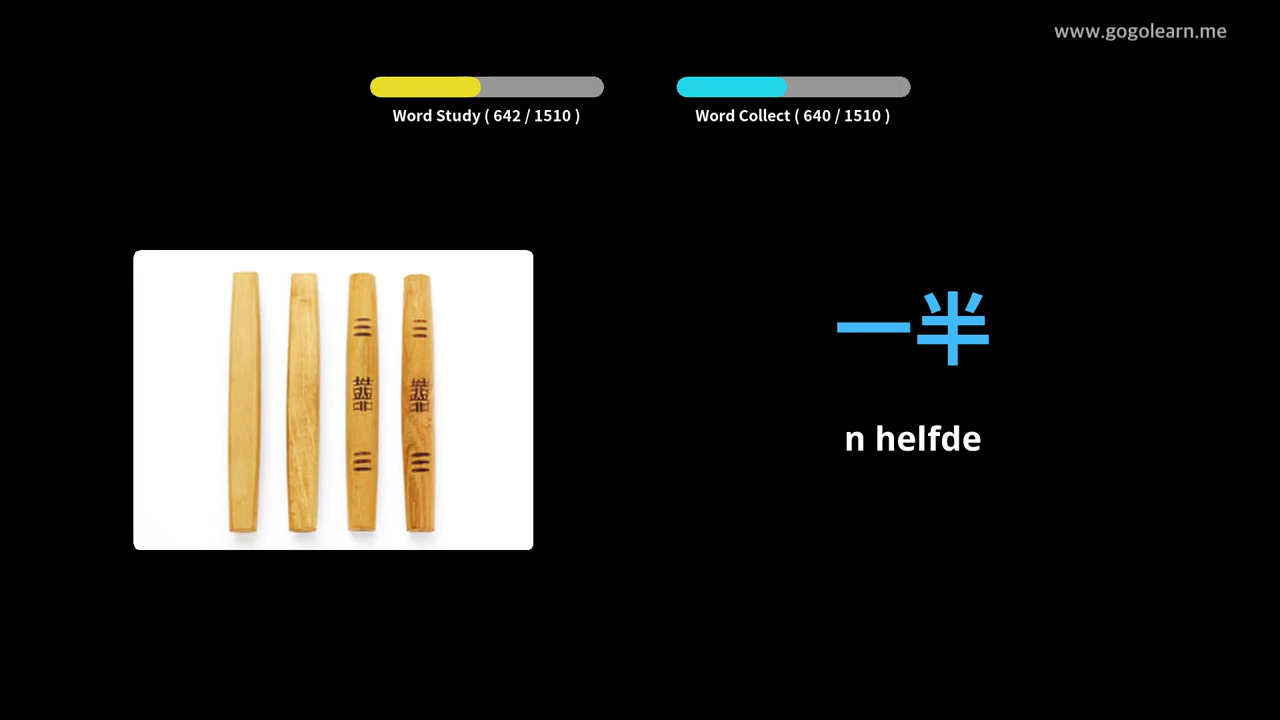 www.gogolearn.me
Word Study ( 642 / 1510 )
Word Collect ( 640 / 1510 )
一半
n helfde